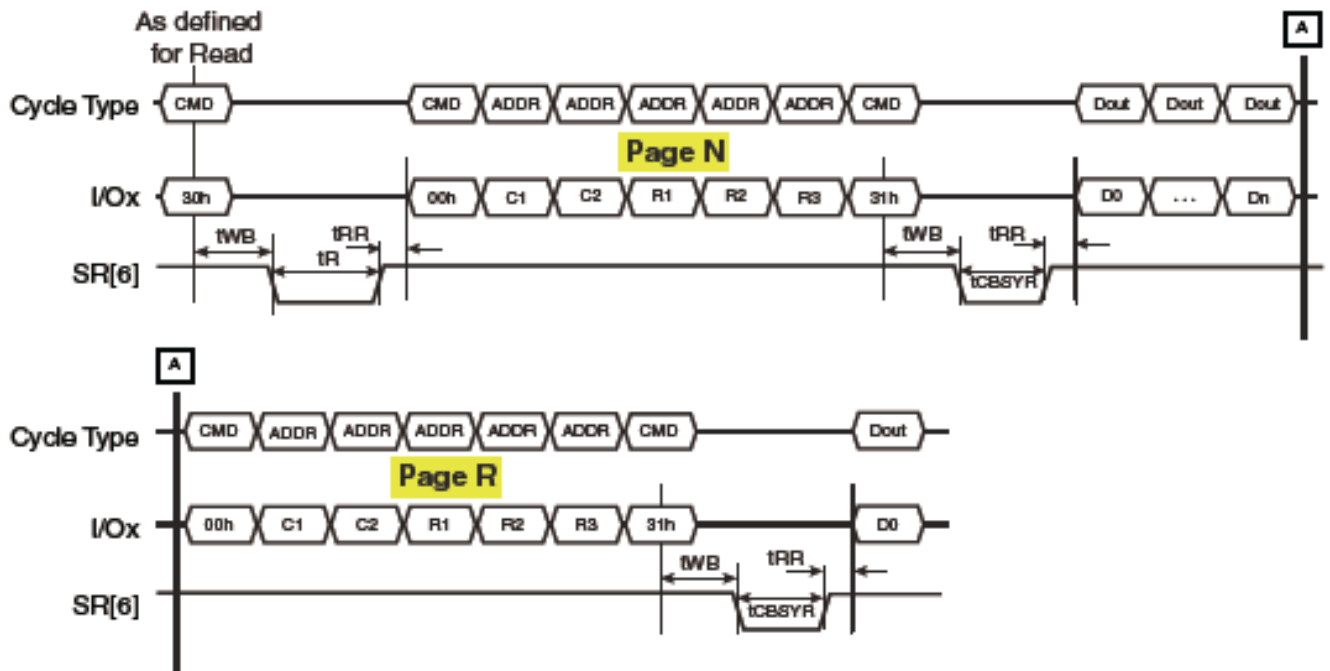 As defined
for Read
A
Cycle Type CMD CMD ADDR ADDR ADDR ADDR ADDR CMD Dout Dout Dout
Page N
I/Ox 30h 00h C1 C2 R1 R2 R3 31h D0 ... Dn
tWB tR tRR tWB tRR
SR[6] tCBSYR
A
Cycle Type CMD ADDR ADDR ADDR ADDR ADDR CMD Dout
Page R
I/Ox 00h C1 C2 R1 R2 R3 31h D0
tWB tRR
SR[6] tCBSYR